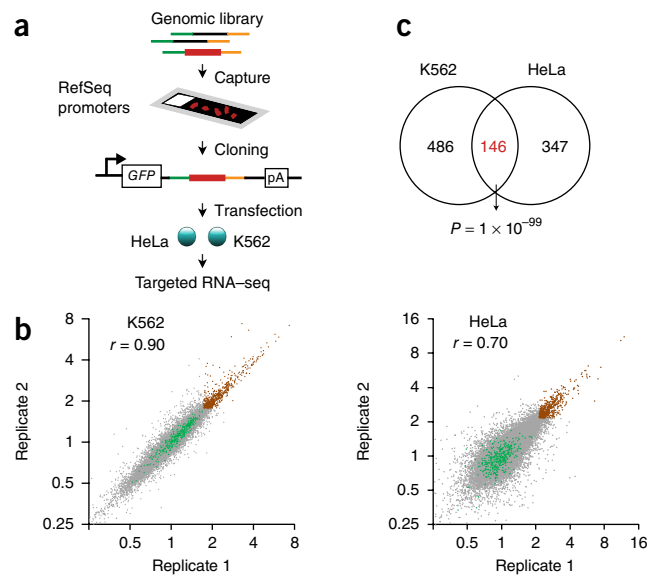 a
Genomic library
Capture
RefSeq
promoters
Cloning
GFP
pA
Transfection
HeLa
K562
Targeted RNA–seq
c
K562
HeLa
486
146
347
P = 1 × 10–99
b
K562
r = 0.90
8
4
2
1
0.5
0.25
Replicate 2
0.5 1 2 4 8
Replicate 1
HeLa
r = 0.70
16
8
4
2
1
0.5
0.25
Replicate 2
0.5 1 2 4 8 16
Replicate 1